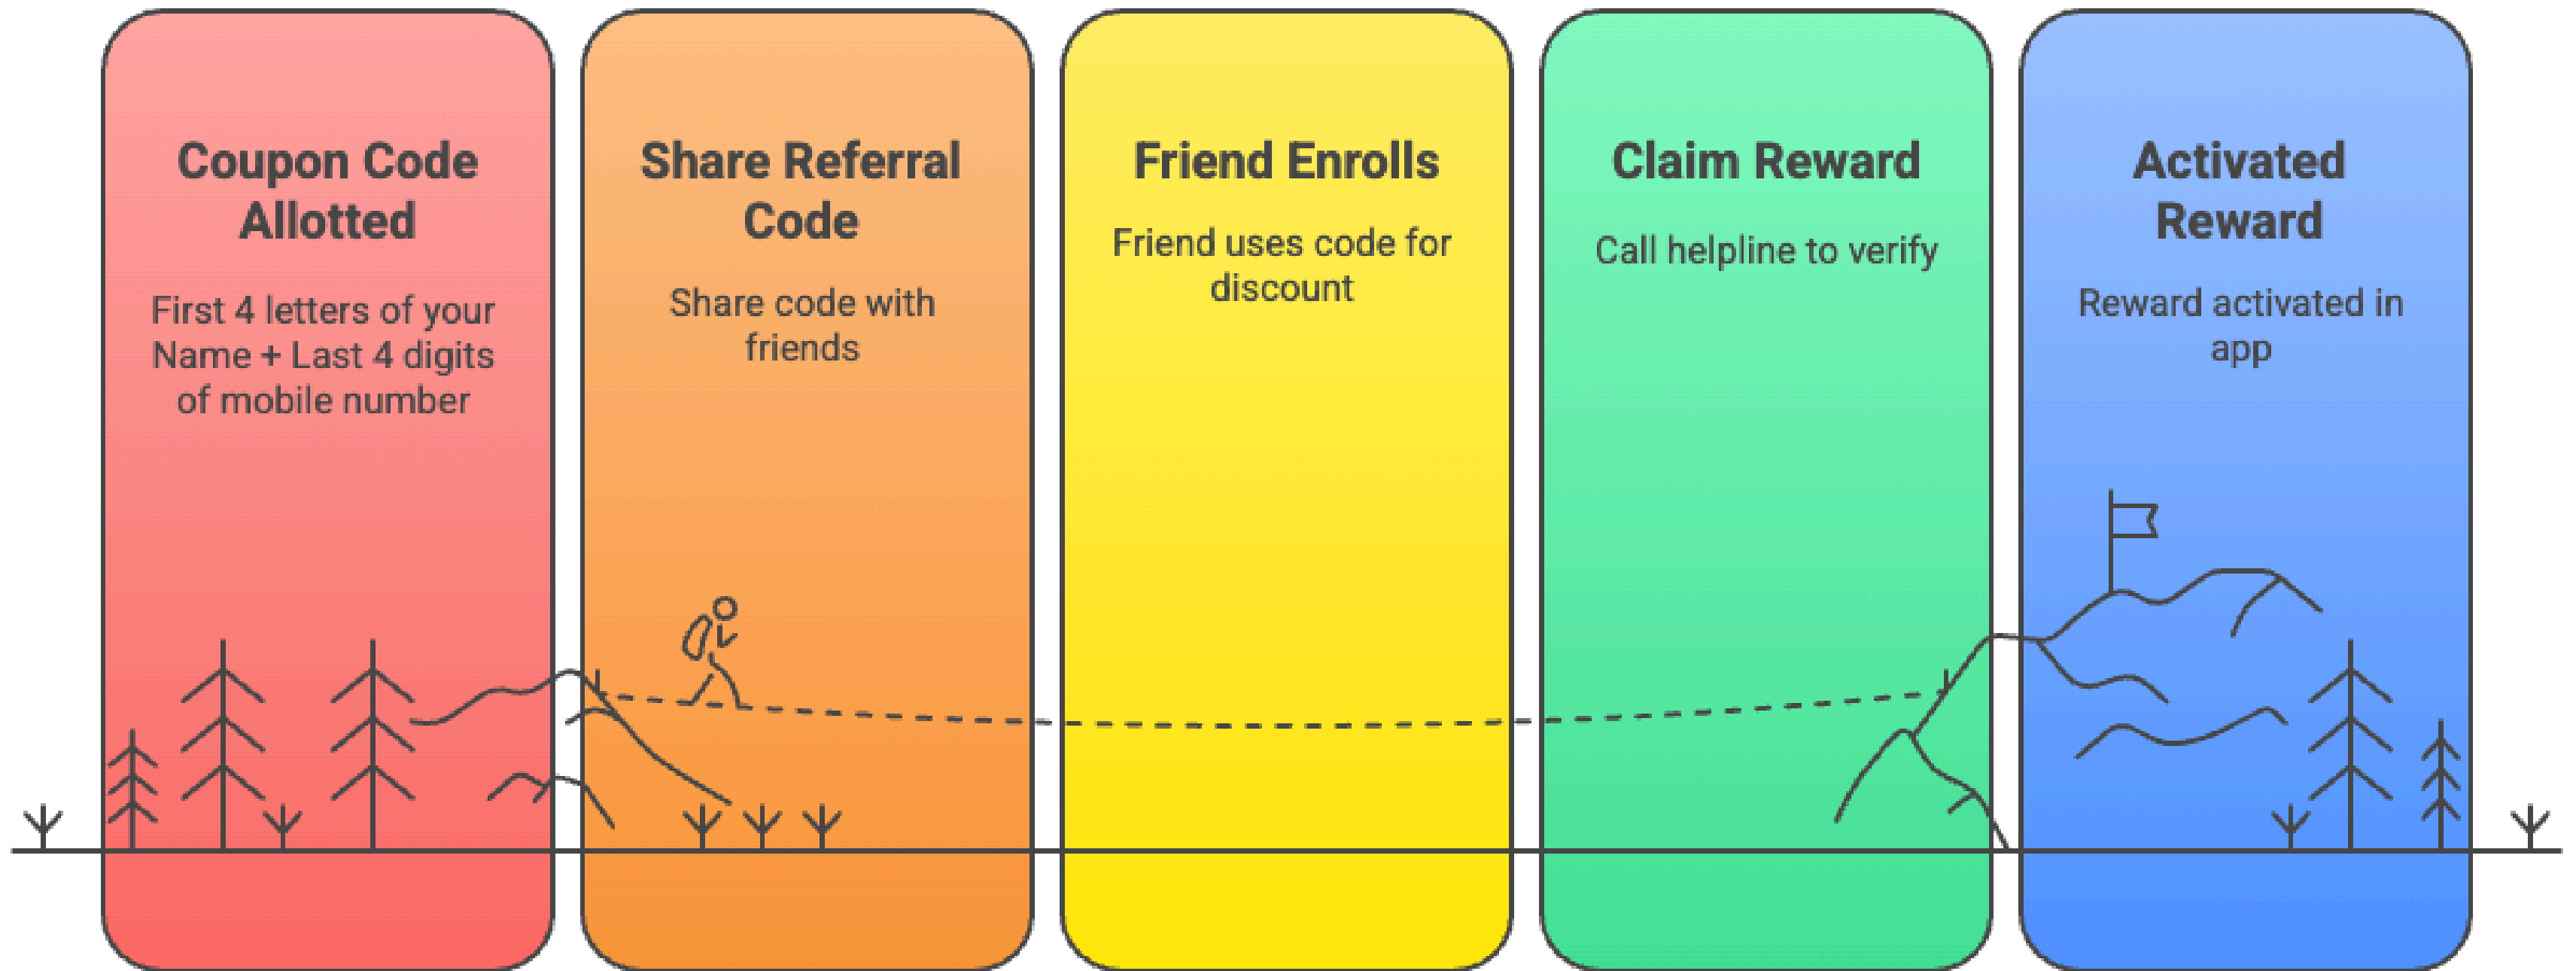 Coupon Code
Allotted
First 4 letters of your
Name + Last 4 digits
of mobile number
Share Referral
Code
Share code with
friends
Friend Enrolls
Friend uses code for
discount
Claim Reward
Call helpline to verify
Activated
Reward
Reward activated in
app